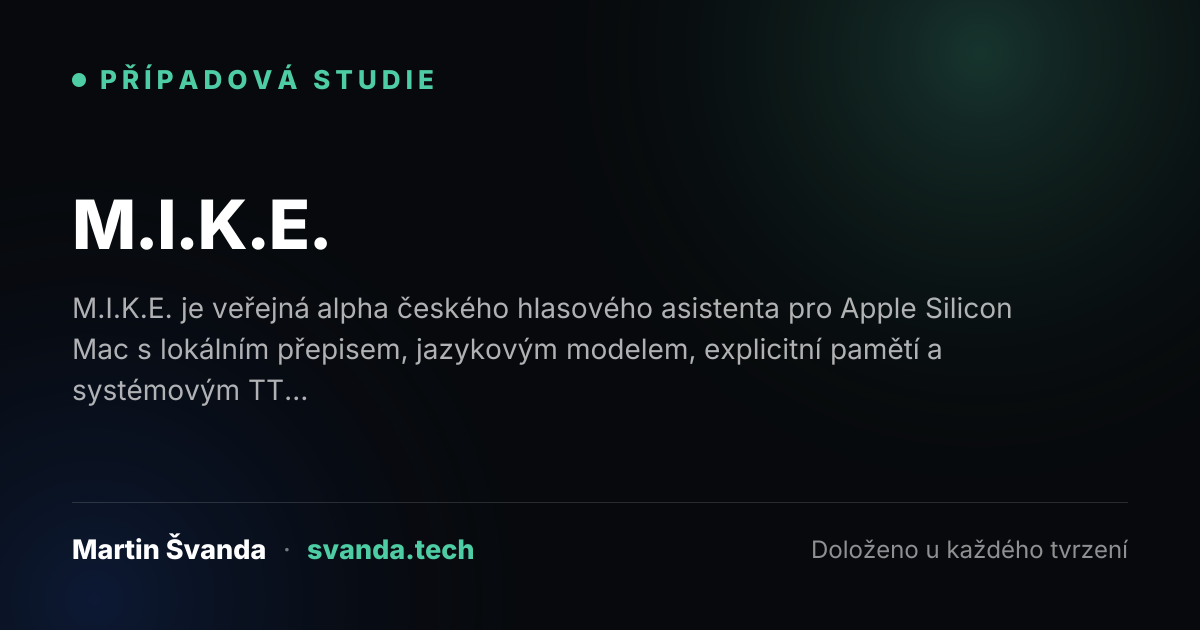 PŘÍPADOVÁ STUDIE
M.I.K.E.
M.I.K.E. je veřejná alpha českého hlasového asistenta pro Apple Silicon
Mac s lokálním přepisem, jazykovým modelem, explicitní pamětí a
systémovým TT...
Martin Švanda · svanda.tech
Doloženo u každého tvrzení